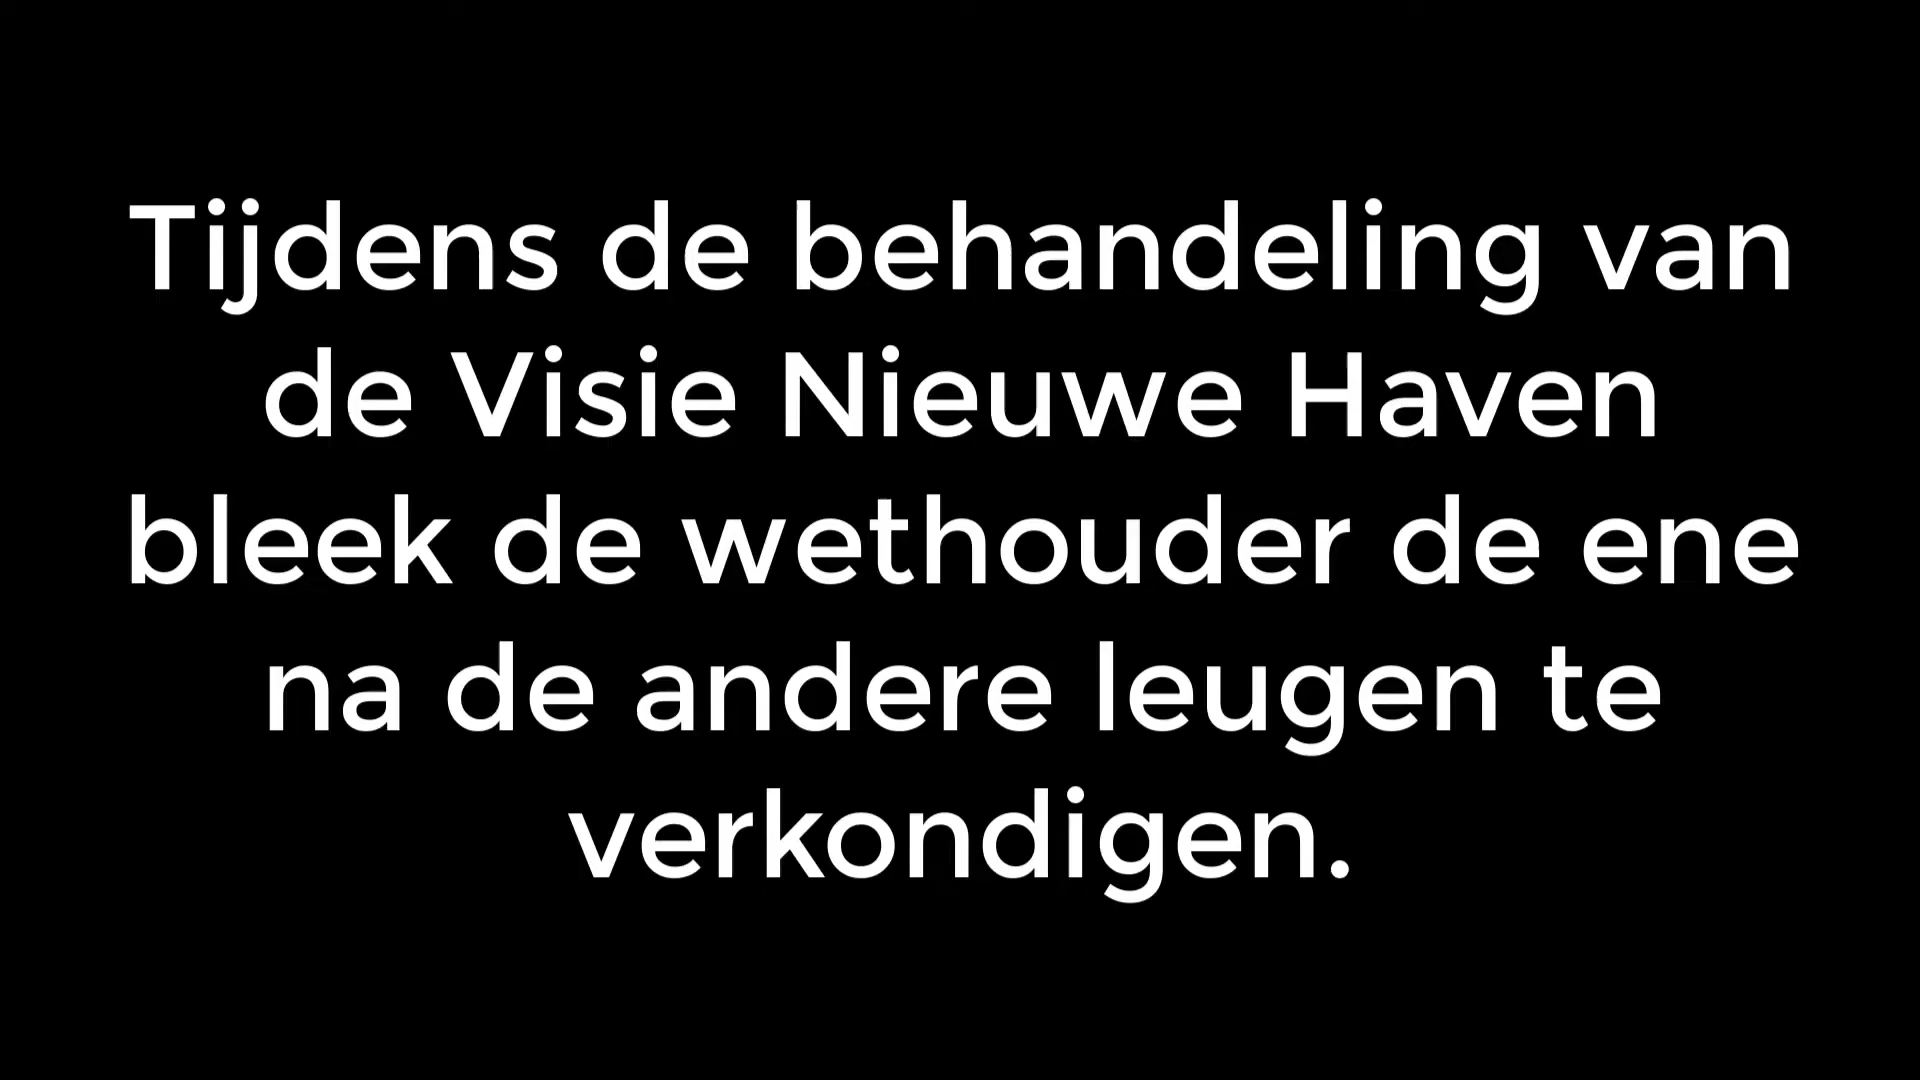 Tijdens de behandeling van
de Visie Nieuwe Haven
bleek de wethouder de ene
na de andere leugen te
verkondigen.